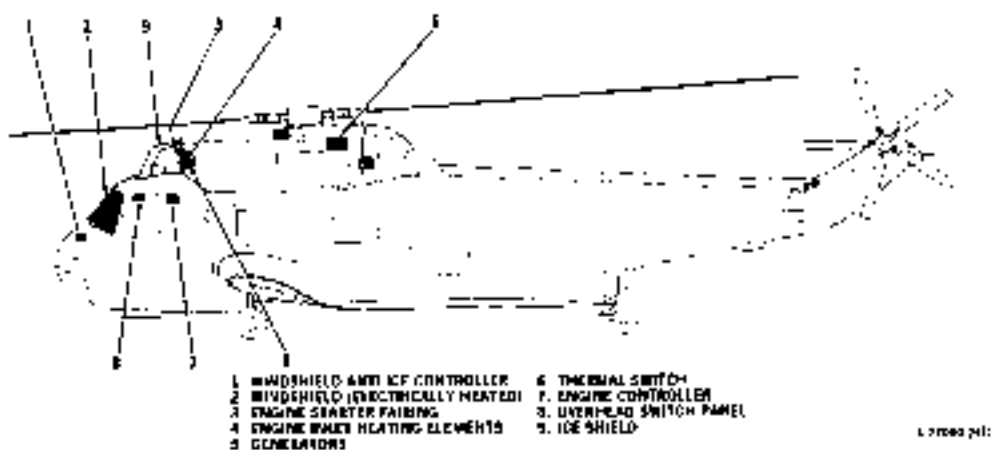 1 2 9 3 4 5
8 7 6
1 WINDSHIELD ANTI ICE CONTROLLER 6. THERMAL SWITCH
2 WINDSHIELD (ELECTRICALLY HEATED) 7. ENGINE CONTROLLER
3 ENGINE STARTER FAIRING 8. OVERHEAD SWITCH PANEL
4 ENGINE INLET HEATING ELEMENTS 9. ICE SHIELD
5 GENERATORS